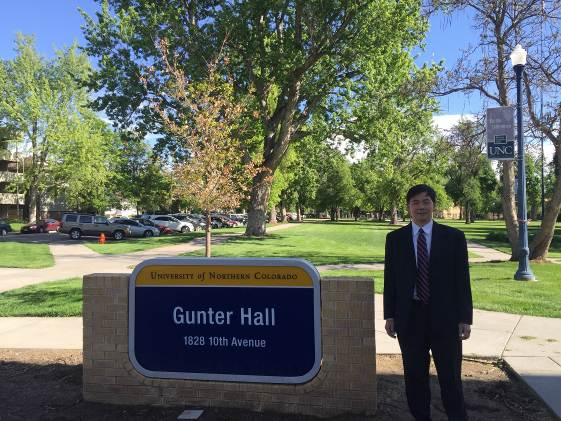 UNIVERSITY OF NORTHERN COLORADO
Gunter Hall
1828 10th Avenue
UNC